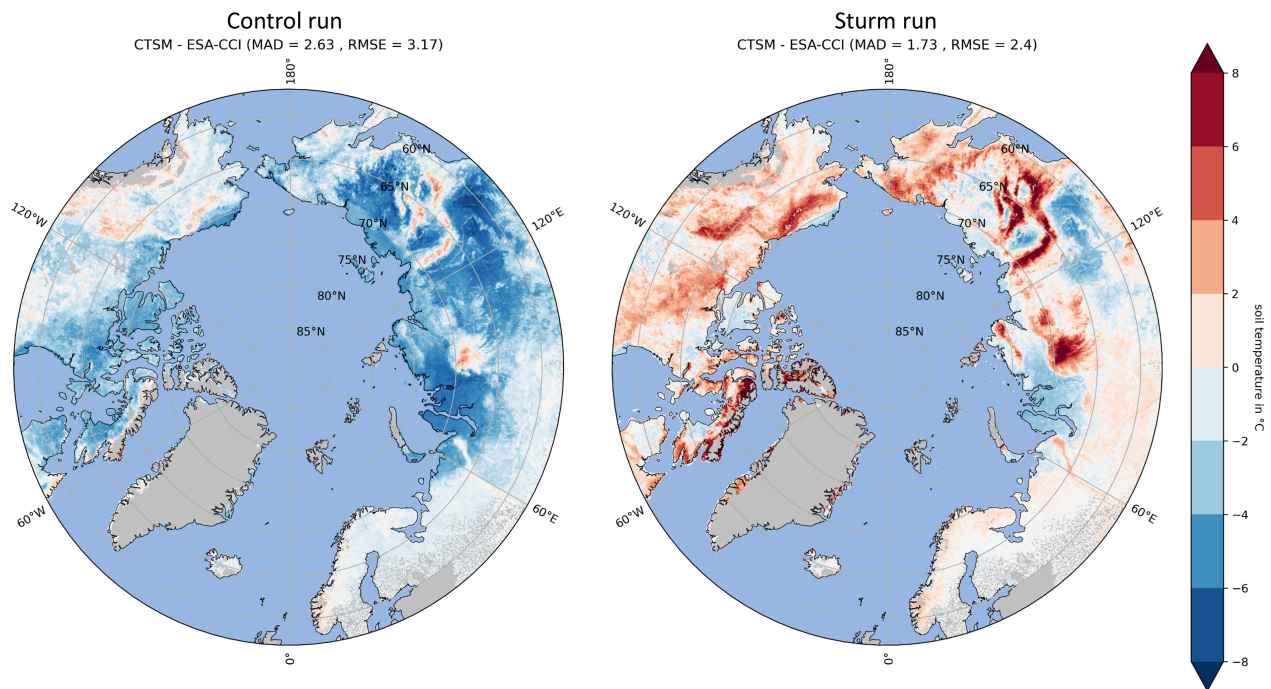 Control run
CTSM - ESA-CCI (MAD = 2.63 , RMSE = 3.17)
180°
60°N
65°N
70°N
75°N
80°N
85°N
120°W
120°E
60°W
60°E
0°
Sturm run
CTSM - ESA-CCI (MAD = 1.73 , RMSE = 2.4)
180°
60°N
65°N
70°N
75°N
80°N
85°N
120°W
120°E
60°W
60°E
0°
8
6
4
2
0
−2
−4
−6
−8
soil temperature in °C